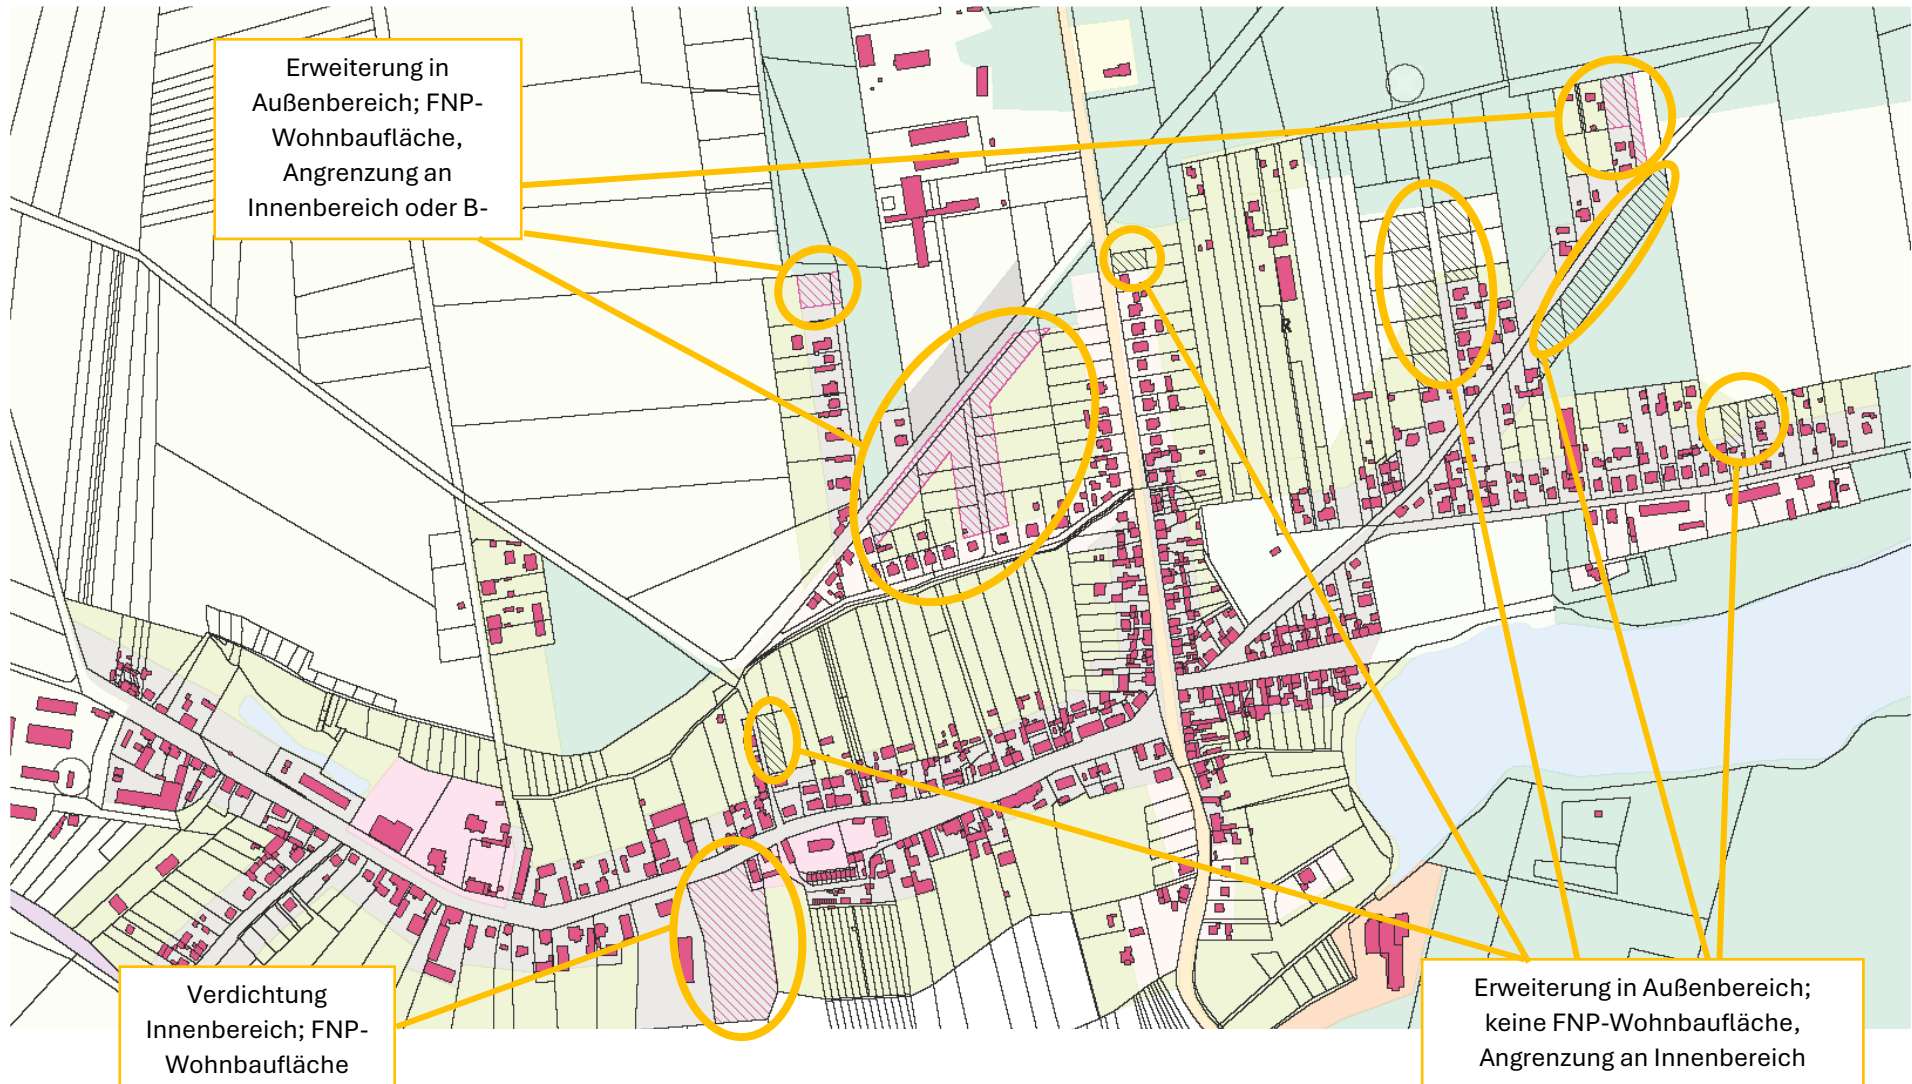 Erweiterung in
Außenbereich; FNP-
Wohnbaufläche,
Angrenzung an
Innenbereich oder B-
R
Verdichtung
Innenbereich; FNP-
Wohnbaufläche
Erweiterung in Außenbereich;
keine FNP-Wohnbaufläche,
Angrenzung an Innenbereich